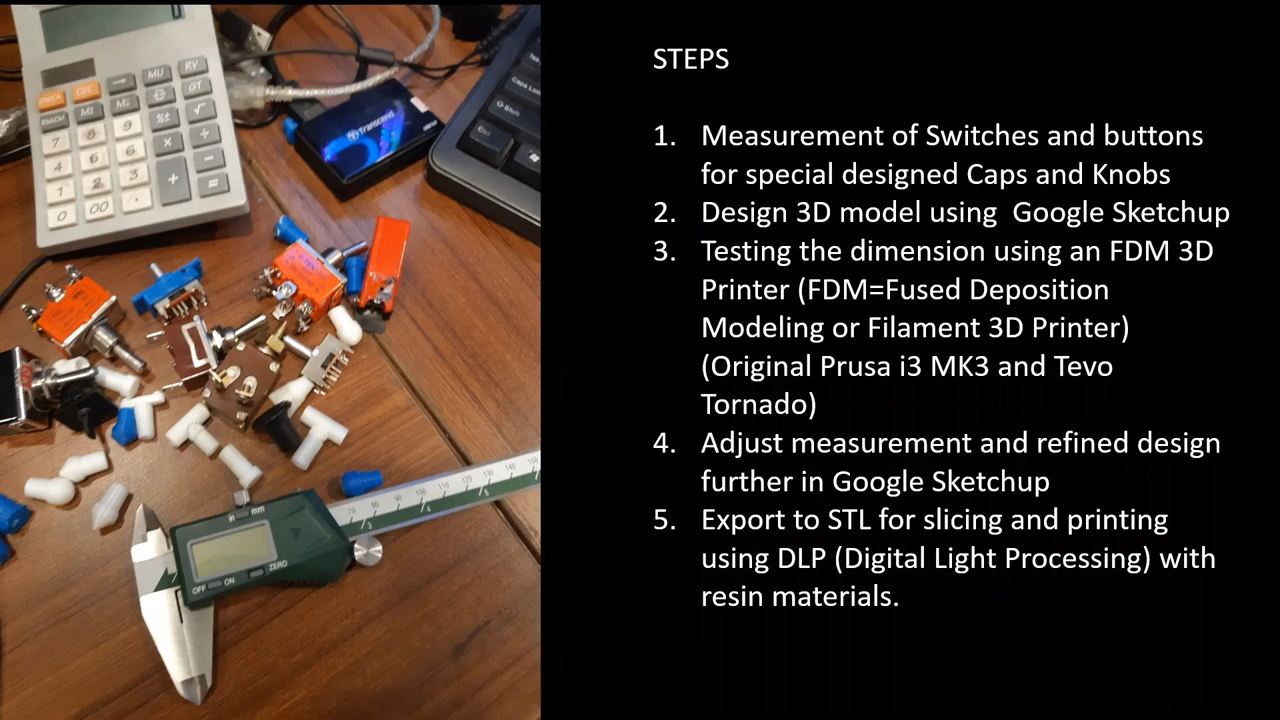 STEPS
1. Measurement of Switches and buttons
for special designed Caps and Knobs
2. Design 3D model using  Google Sketchup
3. Testing the dimension using an FDM 3D
Printer (FDM=Fused Deposition
Modeling or Filament 3D Printer)
(Original Prusa i3 MK3 and Tevo
Tornado)
4. Adjust measurement and refined design
further in Google Sketchup
5. Export to STL for slicing and printing
using DLP (Digital Light Processing) with
resin materials.
MU
GT
√
7 8 9 ×
4 6 6 −
1 2 3 + =
0 00
Transcend
Caps Lock
Shift
Ctrl
in mm
OFF ON ZERO
70 80 90 100 110 120 130 140